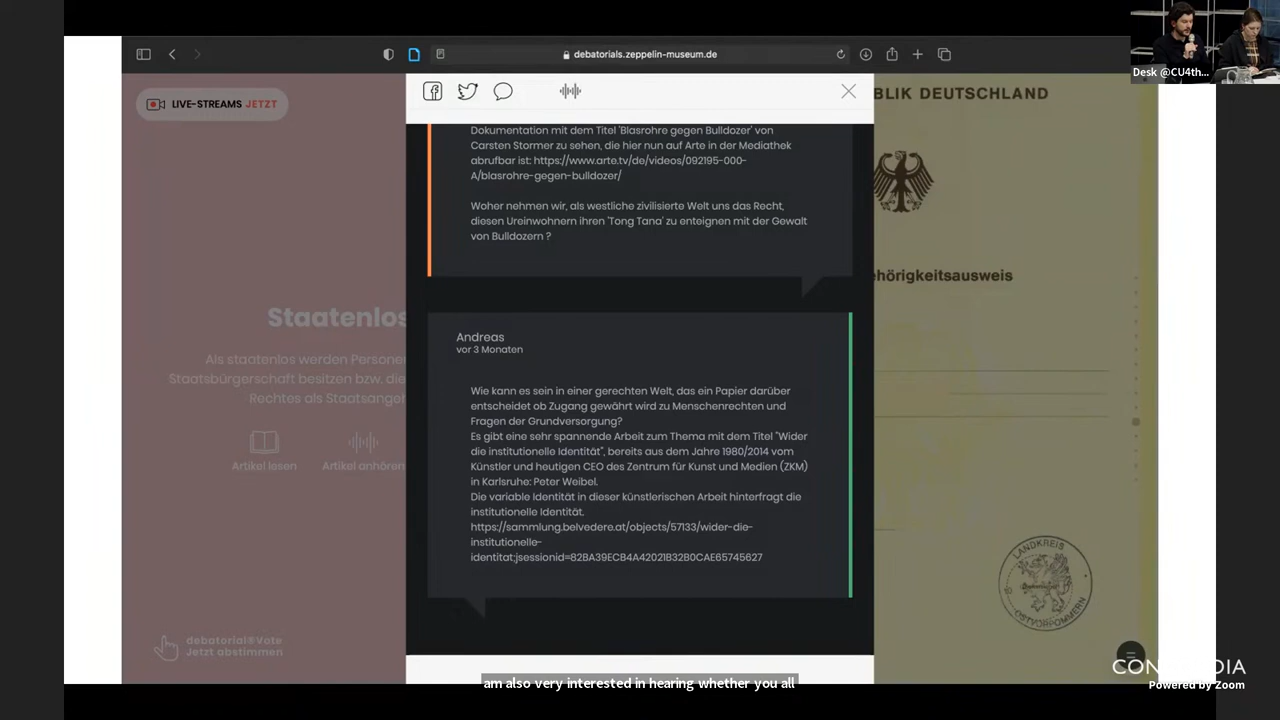 debatorials.zeppelin-museum.de
Desk @CU4th...
LIVE-STREAMS JETZT
BLIK DEUTSCHLAND
Dokumentation mit dem Titel 'Blasrohre gegen Bulldozer' von
Carsten Stormer zu sehen, die hier nun auf Arte in der Mediathek
abrufbar ist: https://www.arte.tv/de/videos/092195-000-
A/blasrohre-gegen-bulldozer/
Woher nehmen wir, als westliche zivilisierte Welt uns das Recht,
diesen Ureinwohnern ihren 'Tong Tana' zu enteignen mit der Gewalt
von Bulldozern ?
ehörigkeitsausweis
Staatenlos
Als staatenlos werden Personen
Staatsbürgerschaft besitzen bzw. die
Rechtes als Staatsangeh
Artikel lesen
Artikel anhören
Andreas
vor 3 Monaten
Wie kann es sein in einer gerechten Welt, das ein Papier darüber
entscheidet ob Zugang gewährt wird zu Menschenrechten und
Fragen der Grundversorgung?
Es gibt eine sehr spannende Arbeit zum Thema mit dem Titel "Wider
die institutionelle Identität", bereits aus dem Jahre 1980/2014 vom
Künstler und heutigen CEO des Zentrum für Kunst und Medien (ZKM)
in Karlsruhe: Peter Weibel.
Die variable Identität in dieser künstlerischen Arbeit hinterfragt die
institutionelle Identität.
https://sammlung.belvedere.at/objects/57133/wider-die-
institutionelle-
identitat;jsessionid=82BA39ECB4A42021B32B0CAE65745627
LANDKREIS
OSTVORPOMMERN
debatorial®Vote
Jetzt abstimmen
am also very interested in hearing whether you all
CONCORDIA
Powered by Zoom